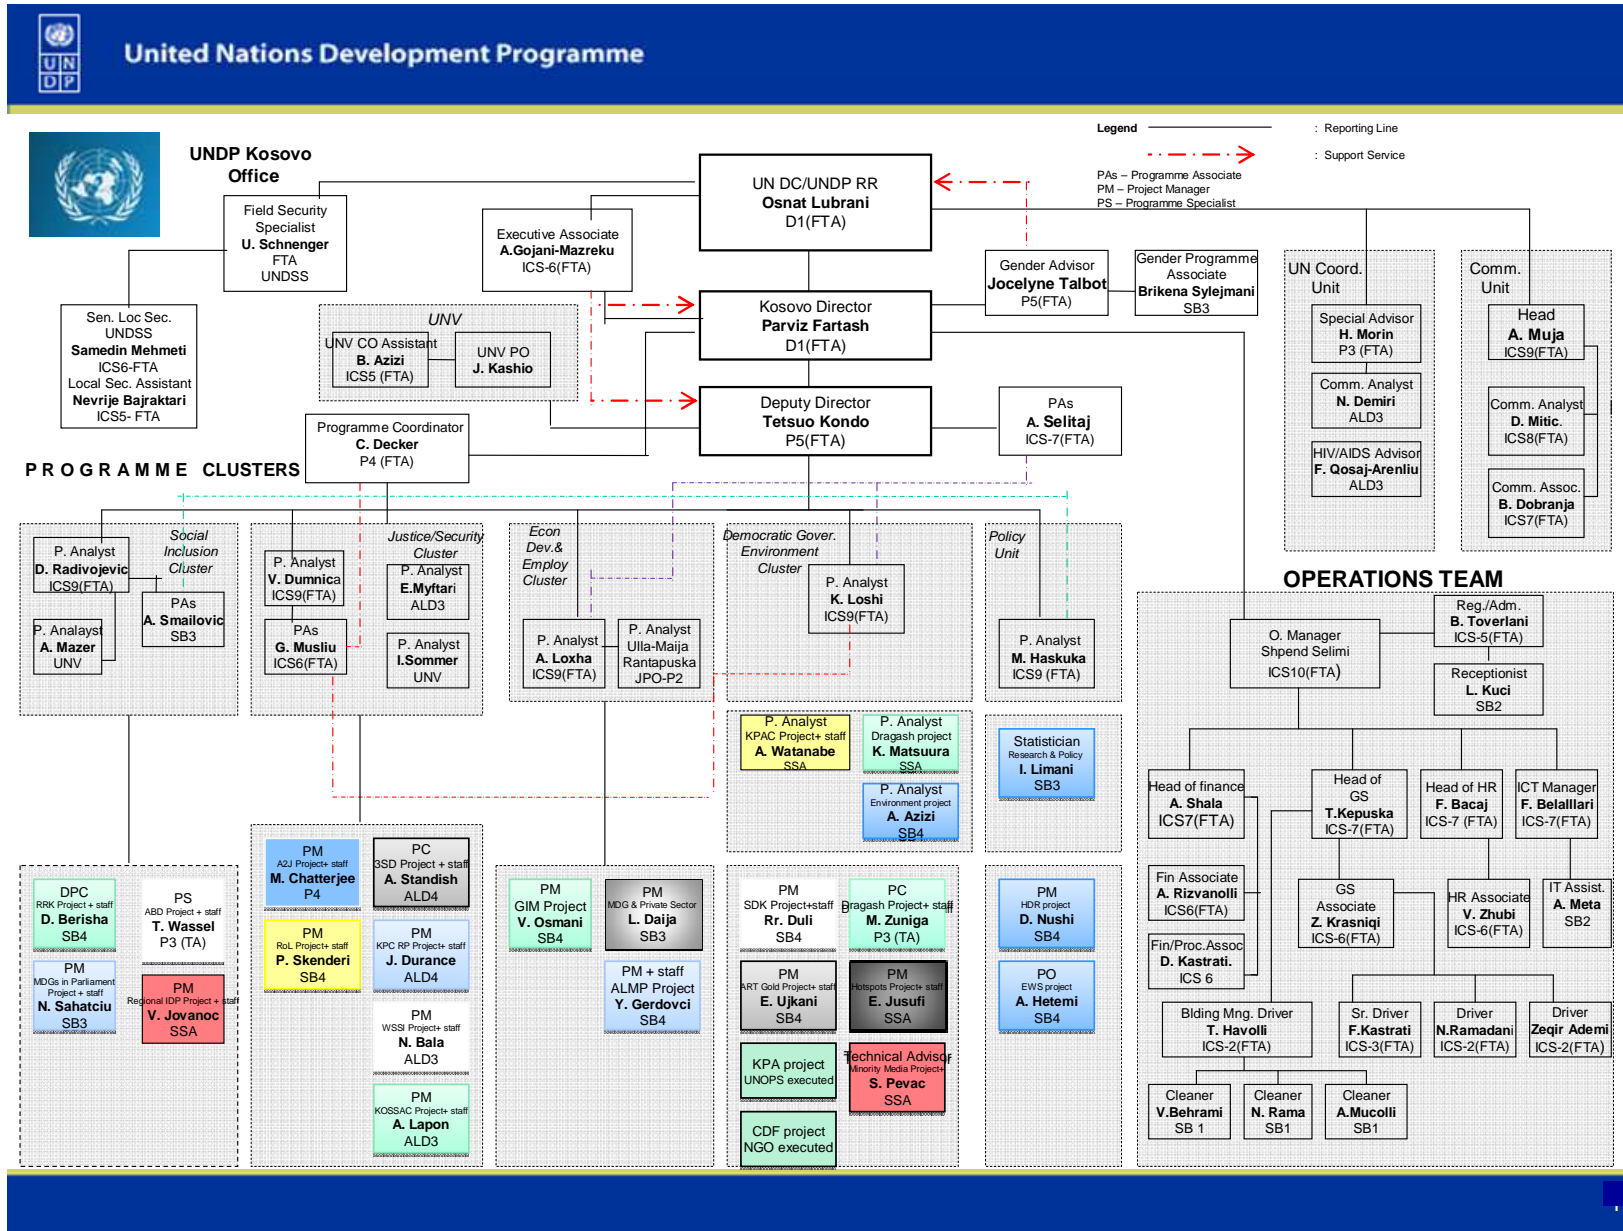 UN
DP
United Nations Development Programme
UNDP Kosovo
Office
Legend
: Reporting Line
: Support Service
PAs – Programme Associate
PM – Project Manager
PS – Programme Specialist
UN DC/UNDP RR
Osnat Lubrani
D1(FTA)
Field Security
Specialist
U. Schnenger
FTA
UNDSS
Executive Associate
A.Gojani-Mazreku
ICS-6(FTA)
Gender Advisor
Jocelyne Talbot
P5(FTA)
Gender Programme
Associate
Brikena Sylejmani
SB3
Sen. Loc Sec.
UNDSS
Samedin Mehmeti
ICS6-FTA
Local Sec. Assistant
Nevrije Bajraktari
ICS5- FTA
UNV
UNV CO Assistant
B. Azizi
ICS5 (FTA)
UNV PO
J. Kashio
Kosovo Director
Parviz Fartash
D1(FTA)
Deputy Director
Tetsuo Kondo
P5(FTA)
PAs
A. Selitaj
ICS-7(FTA)
Programme Coordinator
C. Decker
P4 (FTA)
UN Coord.
Unit
Special Advisor
H. Morin
P3 (FTA)
Comm. Analyst
N. Demiri
ALD3
HIV/AIDS Advisor
F. Qosaj-Arenliu
ALD3
Comm.
Unit
Head
A. Muja
ICS9(FTA)
Comm. Analyst
D. Mitic.
ICS8(FTA)
Comm. Assoc.
B. Dobranja
ICS7(FTA)
PROGRAMME CLUSTERS
Social
Inclusion
Cluster
P. Analyst
D. Radivojevic
ICS9(FTA)
PAs
A. Smailovic
SB3
P. Analayst
A. Mazer
UNV
Justice/Security
Cluster
P. Analyst
V. Dumnica
ICS9(FTA)
P. Analyst
E.Myftari
ALD3
PAs
G. Musliu
ICS6(FTA)
P. Analyst
I.Sommer
UNV
Econ
Dev.&
Employ
Cluster
P. Analyst
A. Loxha
ICS9(FTA)
P. Analyst
Ulla-Maija
Rantapuska
JPO-P2
Democratic Gover.
Environment
Cluster
P. Analyst
K. Loshi
ICS9(FTA)
Policy
Unit
P. Analyst
M. Haskuka
ICS9 (FTA)
P. Analyst
KPAC Project+ staff
A. Watanabe
SSA
P. Analyst
Dragash project
K. Matsuura
SSA
P. Analyst
Environment project
A. Azizi
SB4
Statistician
Research & Policy
I. Limani
SB3
DPC
RRK Project + staff
D. Berisha
SB4
PS
ABD Project + staff
T. Wassel
P3 (TA)
PM
MDGs in Parliament
Project + staff
N. Sahatciu
SB3
PM
Regional IDP Project + staff
V. Jovanoc
SSA
PM
A2J Project+ staff
M. Chatterjee
P4
PC
3SD Project + staff
A. Standish
ALD4
PM
RoL Project+ staff
P. Skenderi
SB4
PM
KPC RP Project+ staff
J. Durance
ALD4
PM
WSSI Project+ staff
N. Bala
ALD3
PM
KOSSAC Project+ staff
A. Lapon
ALD3
PM
GIM Project
V. Osmani
SB4
PM
MDG & Private Sector
L. Daija
SB3
PM + staff
ALMP Project
Y. Gerdovci
SB4
PM
SDK Project+staff
Rr. Duli
SB4
PC
Dragash Project+ staff
M. Zuniga
P3 (TA)
PM
ART Gold Project+ staff
E. Ujkani
SB4
PM
Hotspots Project+ staff
E. Jusufi
SSA
KPA project
UNOPS executed
Technical Advisor
Minority Media Project+
S. Pevac
SSA
CDF project
NGO executed
PM
HDR project
D. Nushi
SB4
PO
EWS project
A. Hetemi
SB4
OPERATIONS TEAM
O. Manager
Shpend Selimi
ICS10(FTA)
Reg./Adm.
B. Toverlani
ICS-5(FTA)
Receptionist
L. Kuci
SB2
Head of finance
A. Shala
ICS7(FTA)
Head of
GS
T.Kepuska
ICS-7(FTA)
Head of HR
F. Bacaj
ICS-7 (FTA)
ICT Manager
F. Belalllari
ICS-7(FTA)
Fin Associate
A. Rizvanolli
ICS6(FTA)
GS
Associate
Z. Krasniqi
ICS-6(FTA)
HR Associate
V. Zhubi
ICS-6(FTA)
IT Assist.
A. Meta
SB2
Fin/Proc.Assoc
D. Kastrati.
ICS 6
Blding Mng. Driver
T. Havolli
ICS-2(FTA)
Sr. Driver
F.Kastrati
ICS-3(FTA)
Driver
N.Ramadani
ICS-2(FTA)
Driver
Zeqir Ademi
ICS-2(FTA)
Cleaner
V.Behrami
SB 1
Cleaner
N. Rama
SB1
Cleaner
A.Mucolli
SB1